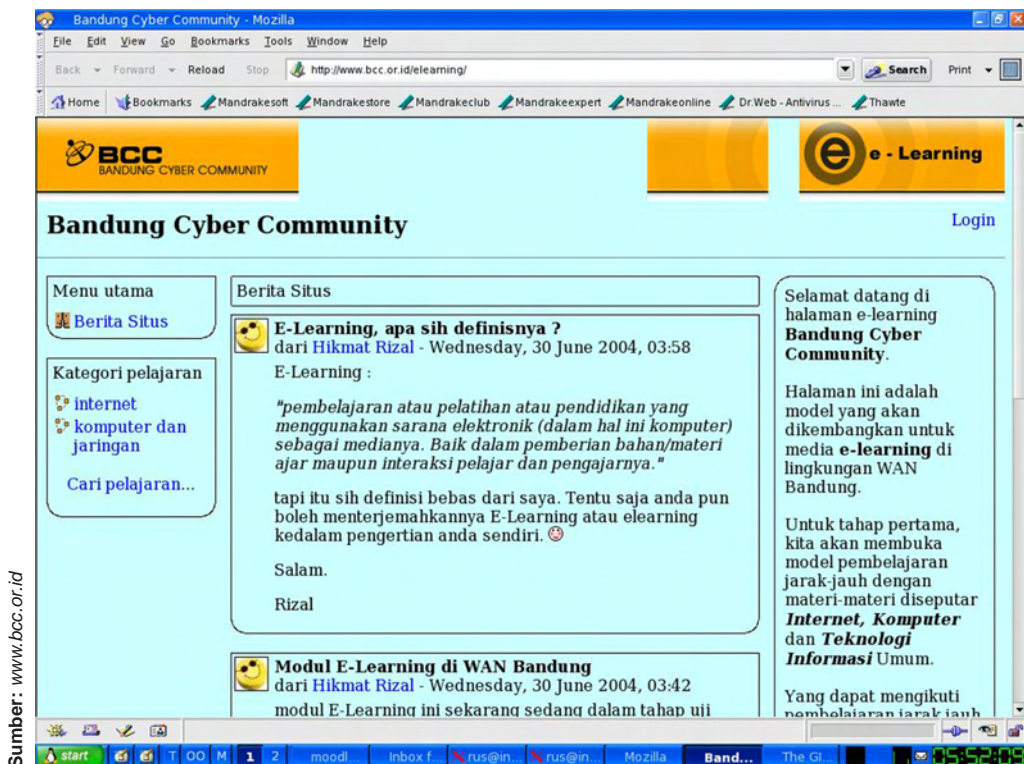 Bandung Cyber Community - Mozilla
File Edit View Go Bookmarks Tools Window Help
Back Forward Reload Stop http://www.bcc.or.id/elearning/ Search Print
Home Bookmarks Mandrakesoft Mandrakestore Mandrakeclub Mandrakeexpert Mandrakeonline Dr.Web - Antivirus ... Thawte
BCC
BANDUNG CYBER COMMUNITY
e e - Learning
Bandung Cyber Community
Login
Menu utama
Berita Situs
Kategori pelajaran
internet
komputer dan
jaringan
Cari pelajaran...
Berita Situs
E-Learning, apa sih definisnya ?
dari Hikmat Rizal - Wednesday, 30 June 2004, 03:58
E-Learning :
"pembelajaran atau pelatihan atau pendidikan yang
menggunakan sarana elektronik (dalam hal ini komputer)
sebagai medianya. Baik dalam pemberian bahan/materi
ajar maupun interaksi pelajar dan pengajarnya."
tapi itu sih definisi bebas dari saya. Tentu saja anda pun
boleh menterjemahkannya E-Learning atau elearning
kedalam pengertian anda sendiri.
Salam.
Rizal
Modul E-Learning di WAN Bandung
dari Hikmat Rizal - Wednesday, 30 June 2004, 03:42
modul E-Learning ini sekarang sedang dalam tahap uji
Selamat datang di
halaman e-learning
Bandung Cyber
Community.
Halaman ini adalah
model yang akan
dikembangkan untuk
media e-learning di
lingkungan WAN
Bandung.
Untuk tahap pertama,
kita akan membuka
model pembelajaran
jarak-jauh dengan
materi-materi diseputar
Internet, Komputer
dan Teknologi
Informasi Umum.
Yang dapat mengikuti
pembelajaran jarak jauh
start T OO M 1 2 moodl... Inbox f... rus@in... rus@in... Mozilla Band... The GI... 05:52:09
Sumber: www.bcc.or.id